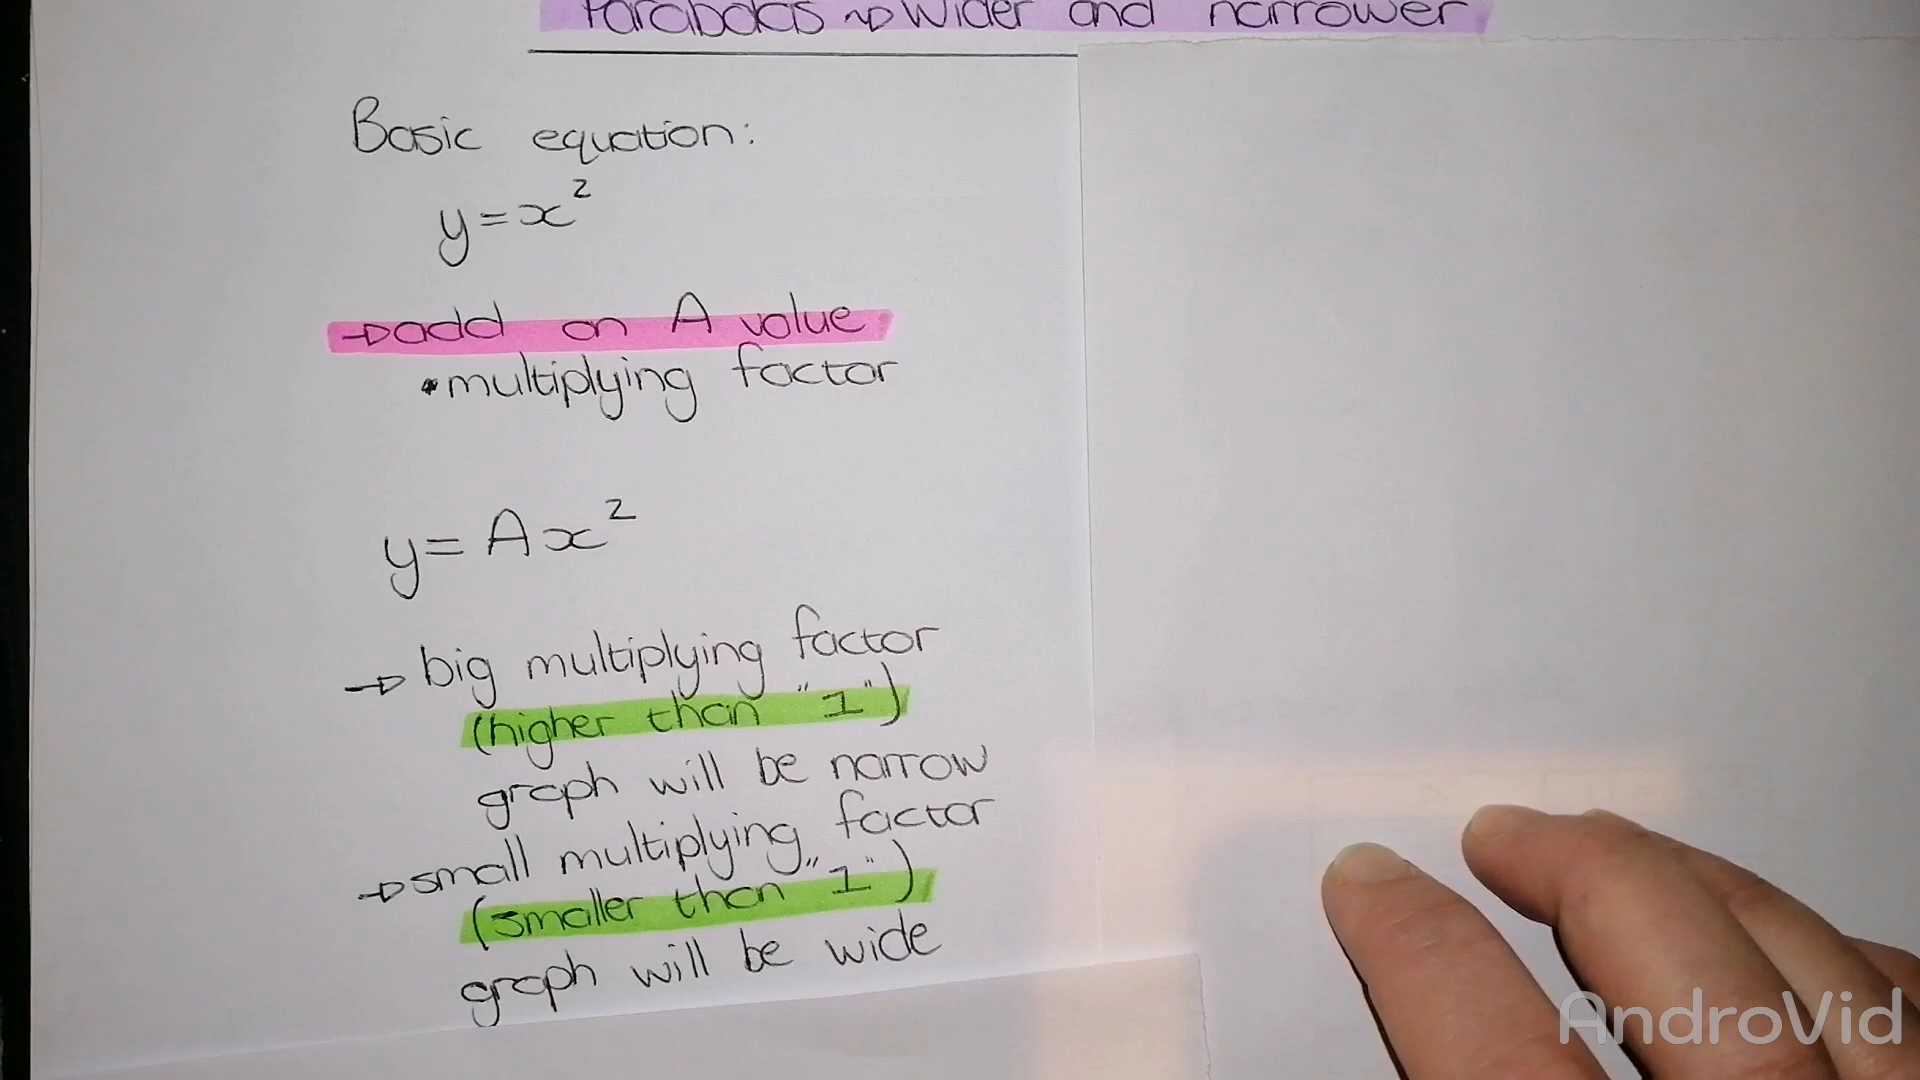 Parabolas → Wider and narrower
Basic equation:
y=x²
→ add on A value
• multiplying factor
y= Ax²
→ big multiplying factor
(higher than "1")
graph will be narrow
→ small multiplying factor
(smaller than "1")
graph will be wide
AndroVid